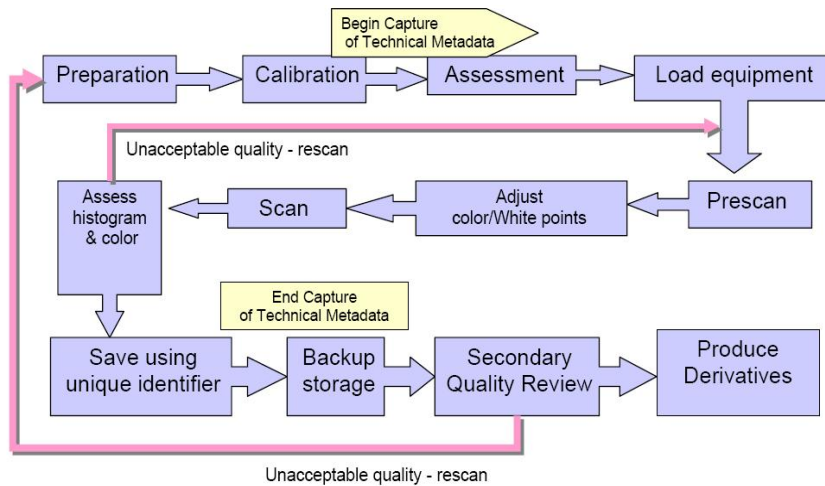 Begin Capture
of Technical Metadata
Preparation
Calibration
Assessment
Load equipment
Unacceptable quality - rescan
Assess
histogram
& color
Scan
Adjust
color/White points
Prescan
End Capture
of Technical Metadata
Save using
unique identifier
Backup
storage
Secondary
Quality Review
Produce
Derivatives
Unacceptable quality - rescan